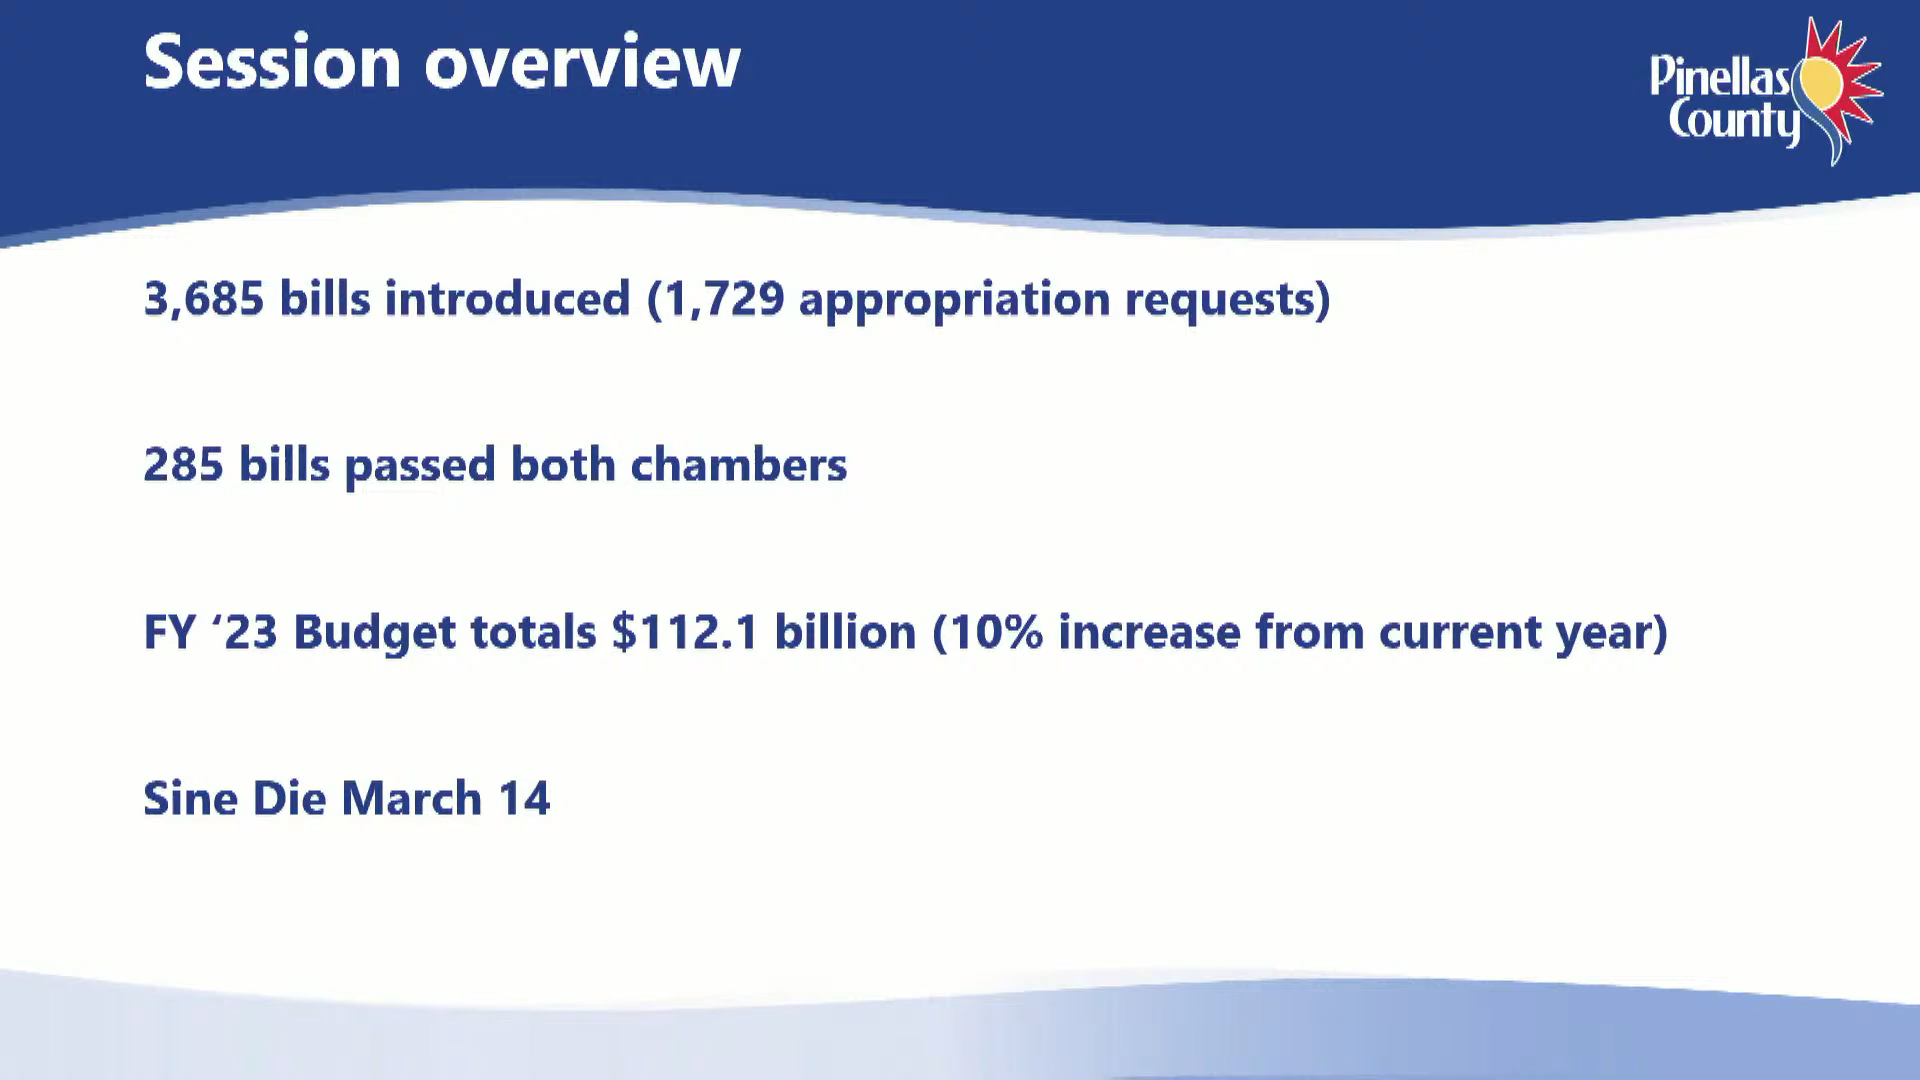 Session overview
Pinellas
County
3,685 bills introduced (1,729 appropriation requests)
285 bills passed both chambers
FY ‘23 Budget totals $112.1 billion (10% increase from current year)
Sine Die March 14